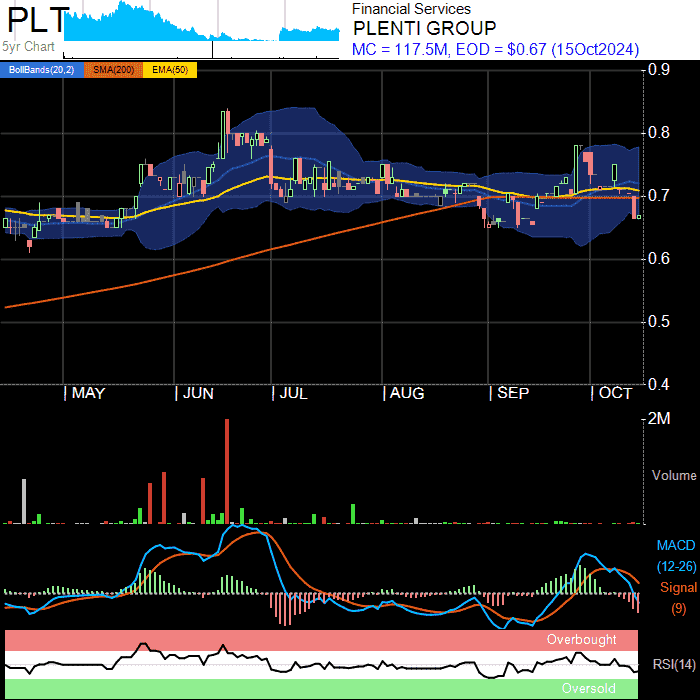 PLT
5yr Chart
Financial Services
PLENTI GROUP
MC = 117.5M, EOD = $0.67 (15Oct2024)
BollBands(20,2) SMA(200) EMA(50)
0.9
0.8
0.7
0.6
0.5
0.4
MAY JUN JUL AUG SEP OCT
2M
Volume
MACD
(12-26)
Signal
(9)
Overbought
RSI(14)
Oversold